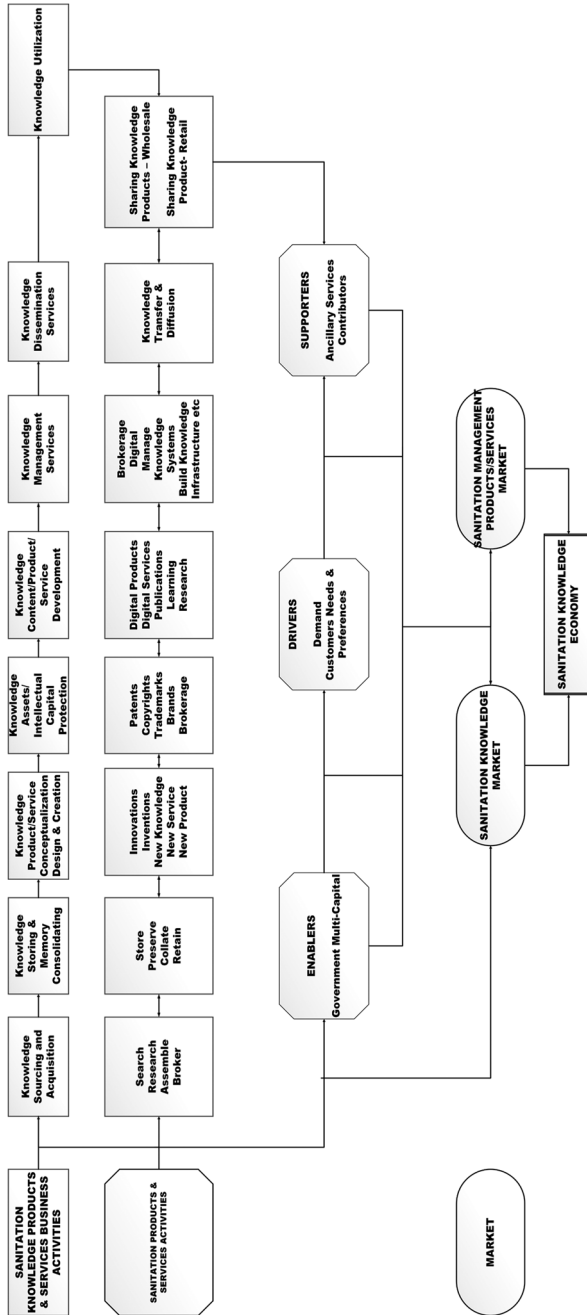 SANITATION
KNOWLEDGE PRODUCTS
& SERVICES BUSINESS
ACTIVITIES
Knowledge
Sourcing and
Acquisition
Knowledge
Storing &
Memory
Consolidating
Knowledge
Product/Service
Conceptualization
Design & Creation
Knowledge
Assets/
Intellectual
Capital
Protection
Knowledge
Content/Product/
Service
Development
Knowledge
Management
Services
Knowledge
Dissemination
Services
Knowledge Utilization
SANITATION PRODUCTS &
SERVICES ACTIVITIES
Search
Research
Assemble
Broker
Store
Preserve
Collate
Retain
Innovations
Inventions
New Knowledge
New Service
New Product
Patents
Copyrights
Trademarks
Brands
Brokerage
Digital Products
Digital Services
Publications
Learning
Research
Brokerage
Digital
Manage
Knowledge
Systems
Build Knowledge
Infrastructure etc
Knowledge
Transfer &
Diffusion
Sharing Knowledge
Products – Wholesale
Sharing Knowledge
Product- Retail
ENABLERS
Government Multi-Capital
DRIVERS
Demand
Customers Needs &
Preferences
SUPPORTERS
Ancillary Services
Contributors
MARKET
SANITATION KNOWLEDGE
MARKET
SANITATION MANAGEMENT
PRODUCTS/SERVICES
MARKET
SANITATION KNOWLEDGE
ECONOMY